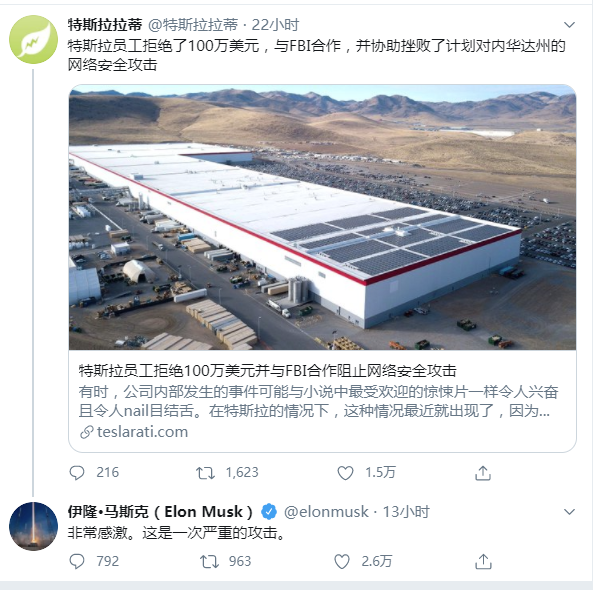 特斯拉拉蒂 @特斯拉拉蒂 · 22小时
特斯拉员工拒绝了100万美元，与FBI合作，并协助挫败了计划对内华达州的
网络安全攻击
特斯拉员工拒绝100万美元并与FBI合作阻止网络安全攻击
有时，公司内部发生的事件可能与小说中最受欢迎的惊悚片一样令人兴奋
且令人nail目结舌。在特斯拉的情况下，这种情况最近就出现了，因为...
teslarati.com
216 1,623 1.5万
伊隆·马斯克（Elon Musk） @elonmusk · 13小时
非常感激。这是一次严重的攻击。
792 963 2.6万